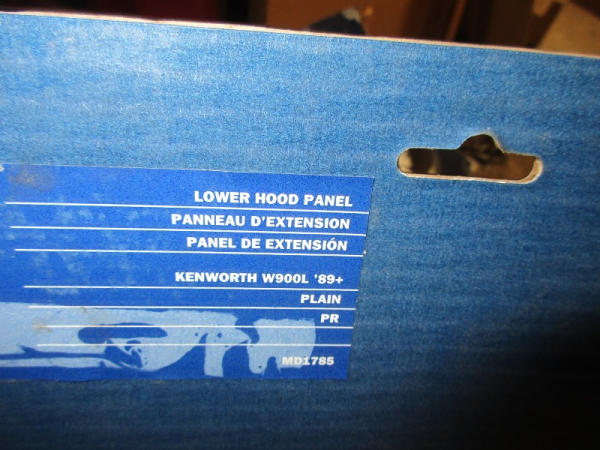 LOWER HOOD PANEL
PANNEAU D'EXTENSION
PANEL DE EXTENSIÓN
KENWORTH W900L '89+
PLAIN
PR
MD1785